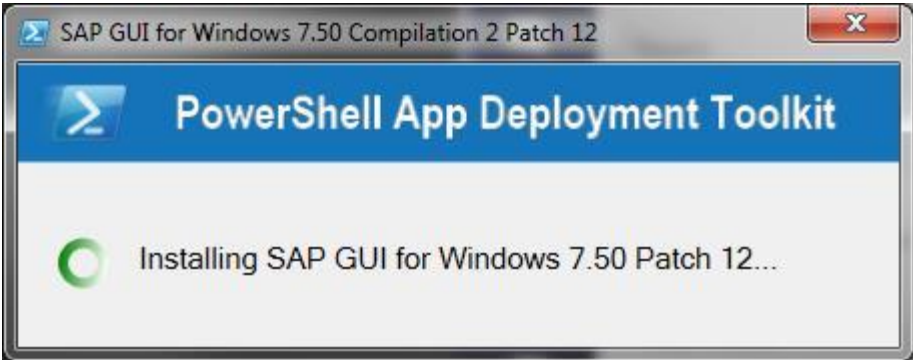 SAP GUI for Windows 7.50 Compilation 2 Patch 12
PowerShell App Deployment Toolkit
Installing SAP GUI for Windows 7.50 Patch 12...